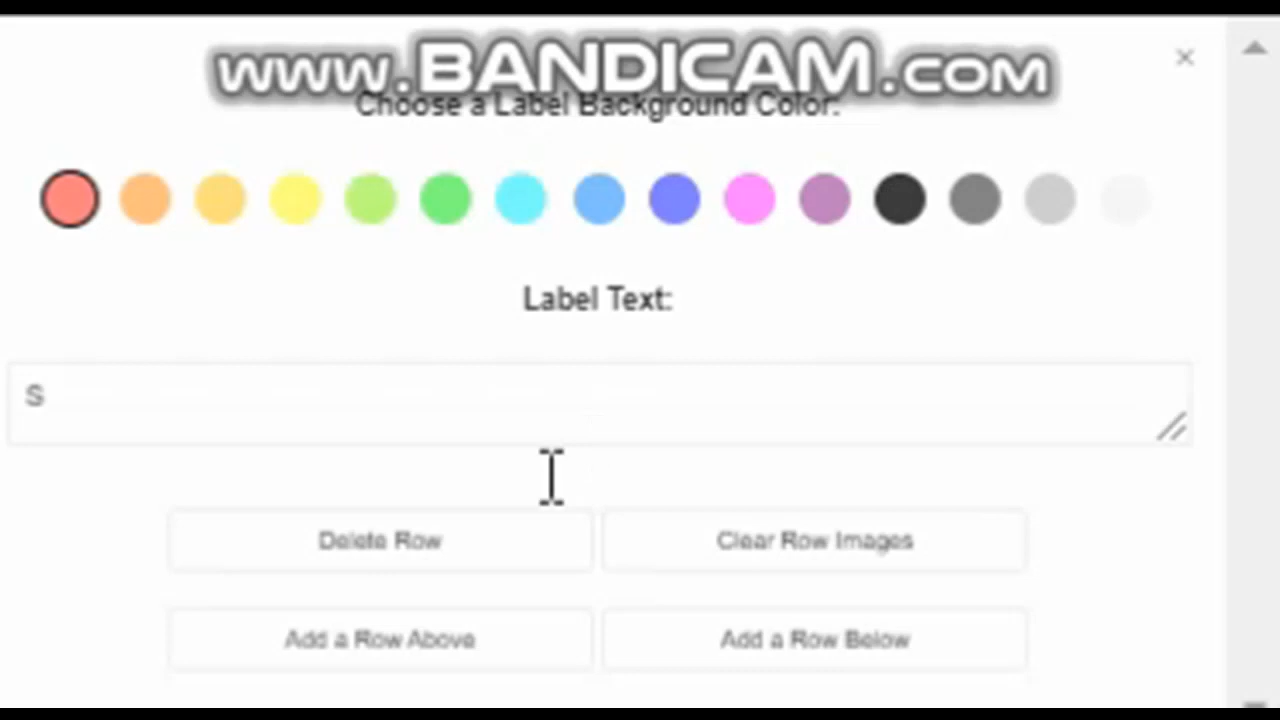 www.BANDICAM.com
Choose a Label Background Color:
Label Text:
S
Delete Row
Clear Row Images
Add a Row Above
Add a Row Below